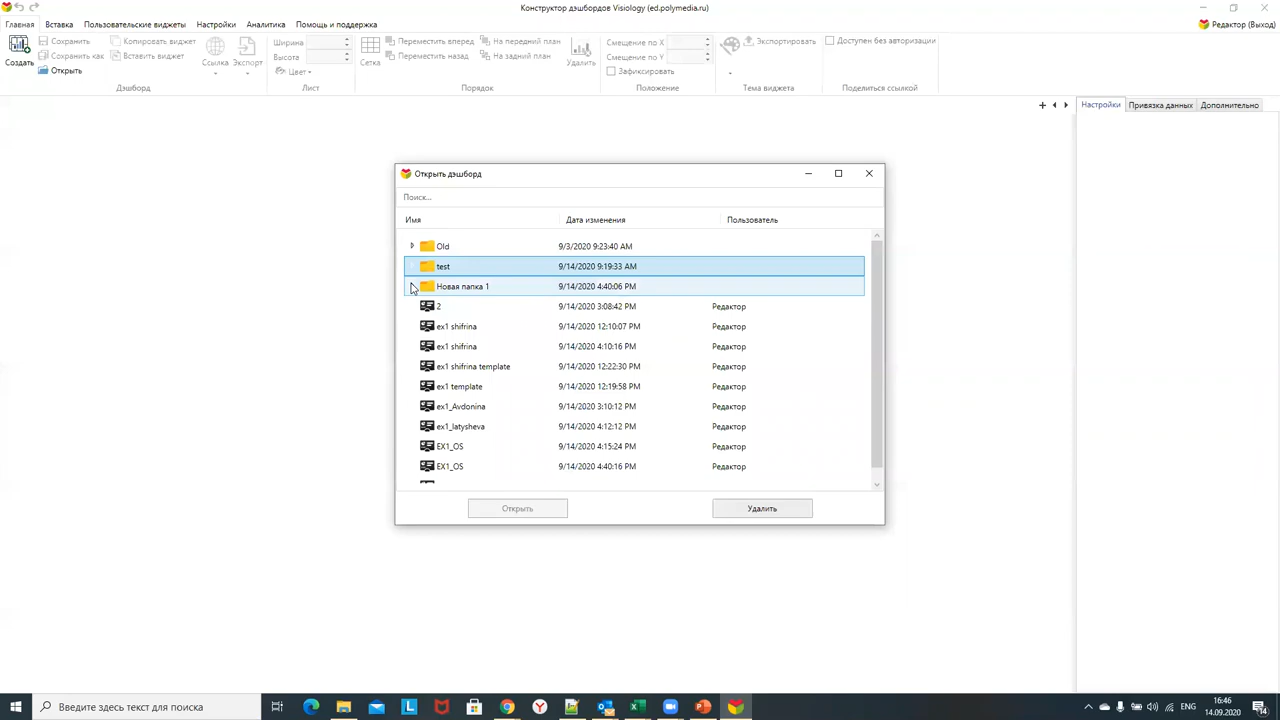 Конструктор дэшбордов Visiology (ed.polymedia.ru)
Главная Вставка Пользовательские виджеты Настройки Аналитика Помощь и поддержка Редактор (Выход)
Создать Сохранить Копировать виджет Ссылка Экспорт Ширина Сетка Переместить вперед На передний план Удалить Смещение по X Экспортировать Доступен без авторизации
Сохранить как Вставить виджет Высота Переместить назад На задний план Смещение по Y
Открыть Цвет Зафиксировать
Дэшборд Лист Порядок Положение Тема виджета Поделиться ссылкой
Настройки Привязка данных Дополнительно
Открыть дэшборд
Поиск...
Имя Дата изменения Пользователь
Old 9/3/2020 9:23:40 AM
test 9/14/2020 9:19:33 AM
Новая папка 1 9/14/2020 4:40:06 PM
2 9/14/2020 3:08:42 PM Редактор
ex1 shifrina 9/14/2020 12:10:07 PM Редактор
ex1 shifrina 9/14/2020 4:10:16 PM Редактор
ex1 shifrina template 9/14/2020 12:22:30 PM Редактор
ex1 template 9/14/2020 12:19:58 PM Редактор
ex1_Avdonina 9/14/2020 3:10:12 PM Редактор
ex1_latysheva 9/14/2020 4:12:12 PM Редактор
EX1_OS 9/14/2020 4:15:24 PM Редактор
EX1_OS 9/14/2020 4:40:16 PM Редактор
Открыть Удалить
Введите здесь текст для поиска
16:46
14.09.2020